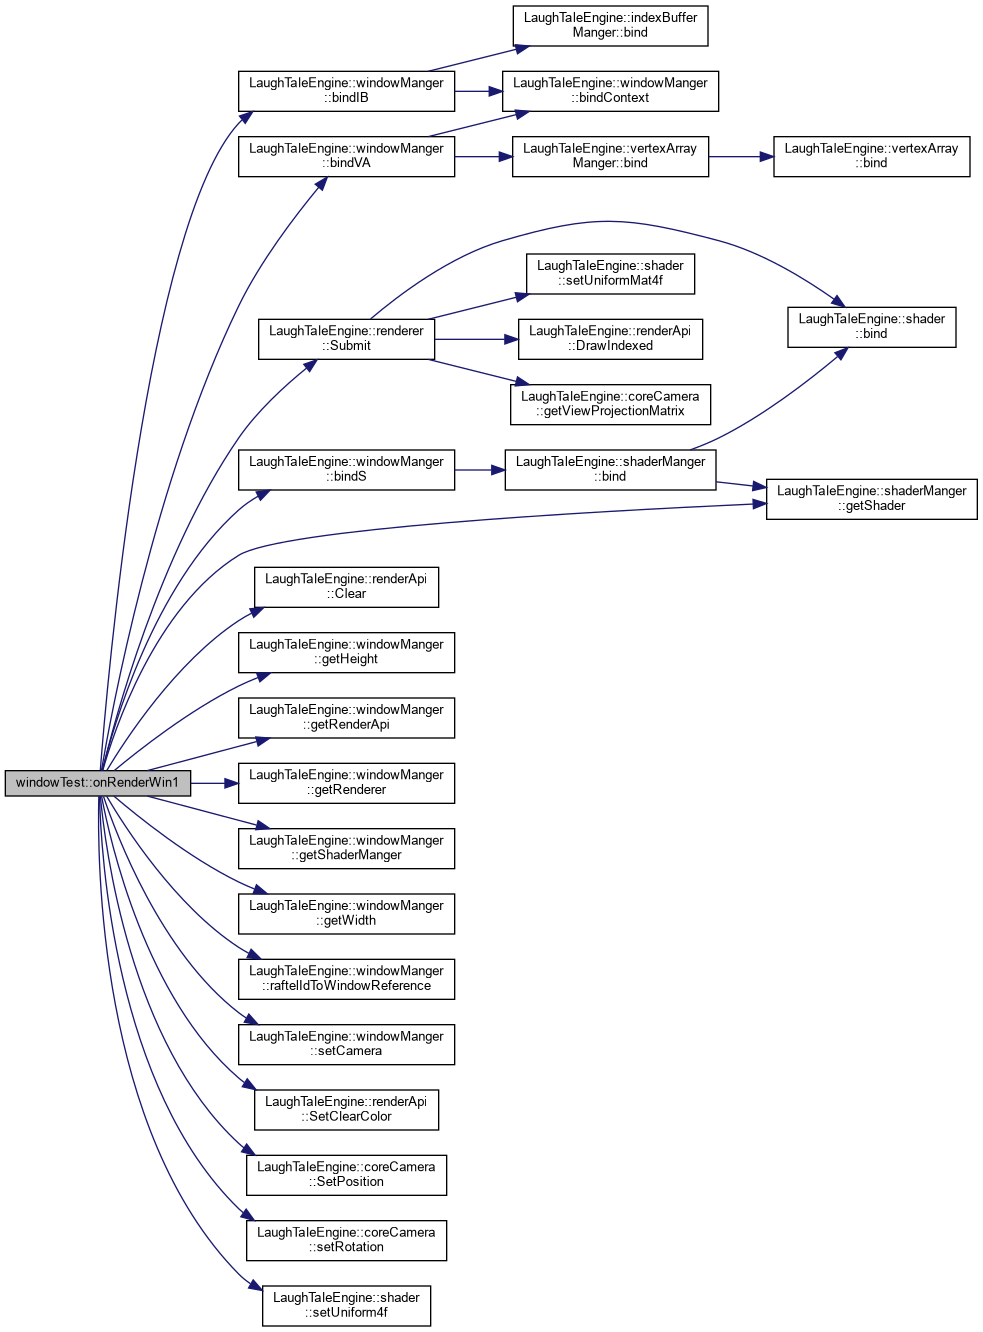 LaughTaleEngine::indexBuffer
Manger::bind
LaughTaleEngine::windowManger
::bindIB
LaughTaleEngine::windowManger
::bindContext
LaughTaleEngine::windowManger
::bindVA
LaughTaleEngine::vertexArray
Manger::bind
LaughTaleEngine::vertexArray
::bind
LaughTaleEngine::shader
::setUniformMat4f
LaughTaleEngine::renderer
::Submit
LaughTaleEngine::renderApi
::DrawIndexed
LaughTaleEngine::shader
::bind
LaughTaleEngine::coreCamera
::getViewProjectionMatrix
LaughTaleEngine::windowManger
::bindS
LaughTaleEngine::shaderManger
::bind
LaughTaleEngine::shaderManger
::getShader
LaughTaleEngine::renderApi
::Clear
LaughTaleEngine::windowManger
::getHeight
LaughTaleEngine::windowManger
::getRenderApi
windowTest::onRenderWin1
LaughTaleEngine::windowManger
::getRenderer
LaughTaleEngine::windowManger
::getShaderManger
LaughTaleEngine::windowManger
::getWidth
LaughTaleEngine::windowManger
::raftelIdToWindowReference
LaughTaleEngine::windowManger
::setCamera
LaughTaleEngine::renderApi
::SetClearColor
LaughTaleEngine::coreCamera
::SetPosition
LaughTaleEngine::coreCamera
::setRotation
LaughTaleEngine::shader
::setUniform4f